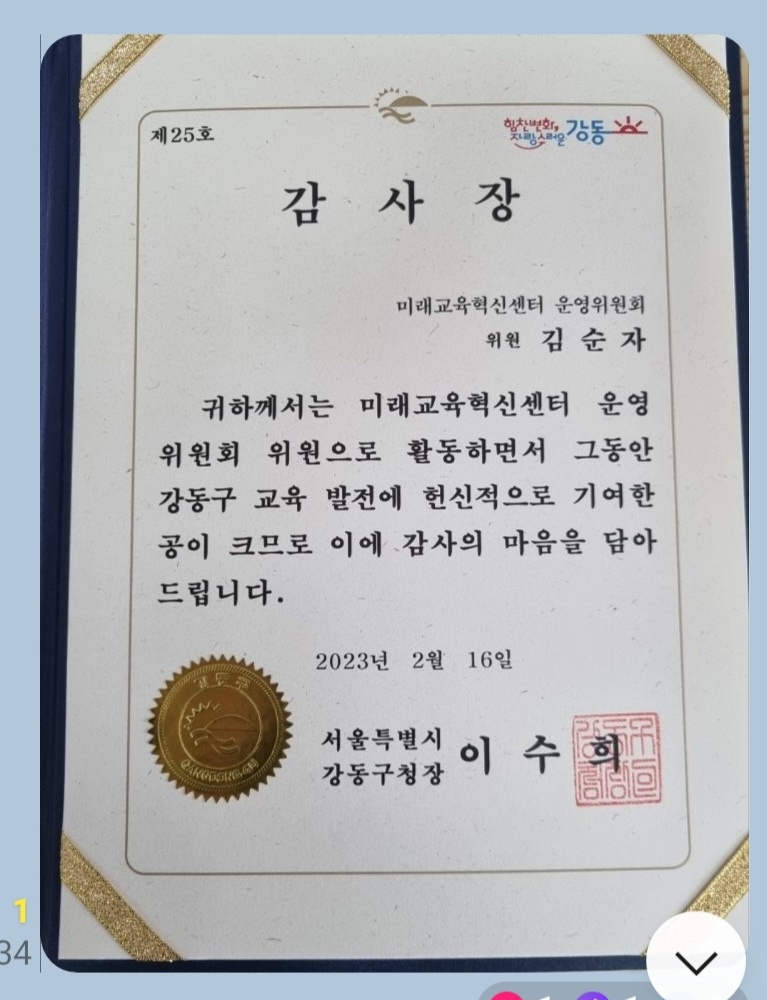 제25호
힘찬변화,
자랑스러운 강동
감 사 장
미래교육혁신센터 운영위원회
위원 김 순 자
귀하께서는 미래교육혁신센터 운영
위원회 위원으로 활동하면서 그동안
강동구 교육 발전에 헌신적으로 기여한
공이 크므로 이에 감사의 마음을 담아
드립니다.
2023년 2월 16일
서울특별시
강동구청장 이 수 희
강동구
GANGDONG-GU
1
34